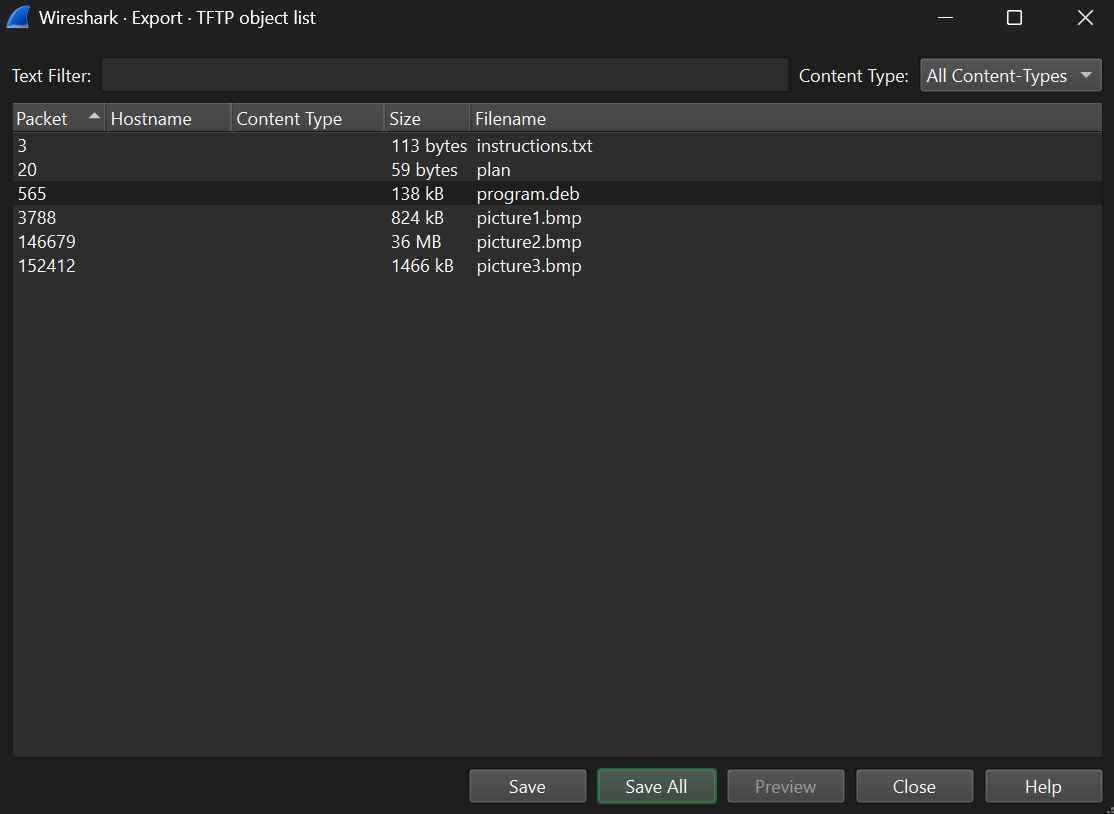 Wireshark · Export · TFTP object list
Text Filter: Content Type: All Content-Types
Packet Hostname Content Type Size Filename
3 113 bytes instructions.txt
20 59 bytes plan
565 138 kB program.deb
3788 824 kB picture1.bmp
146679 36 MB picture2.bmp
152412 1466 kB picture3.bmp
Save Save All Preview Close Help